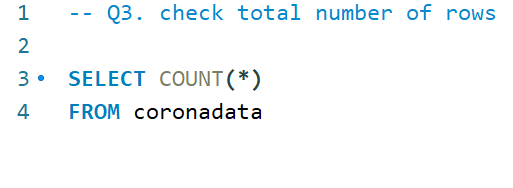 1 -- Q3. check total number of rows
2
3 SELECT COUNT(*)
4 FROM coronadata